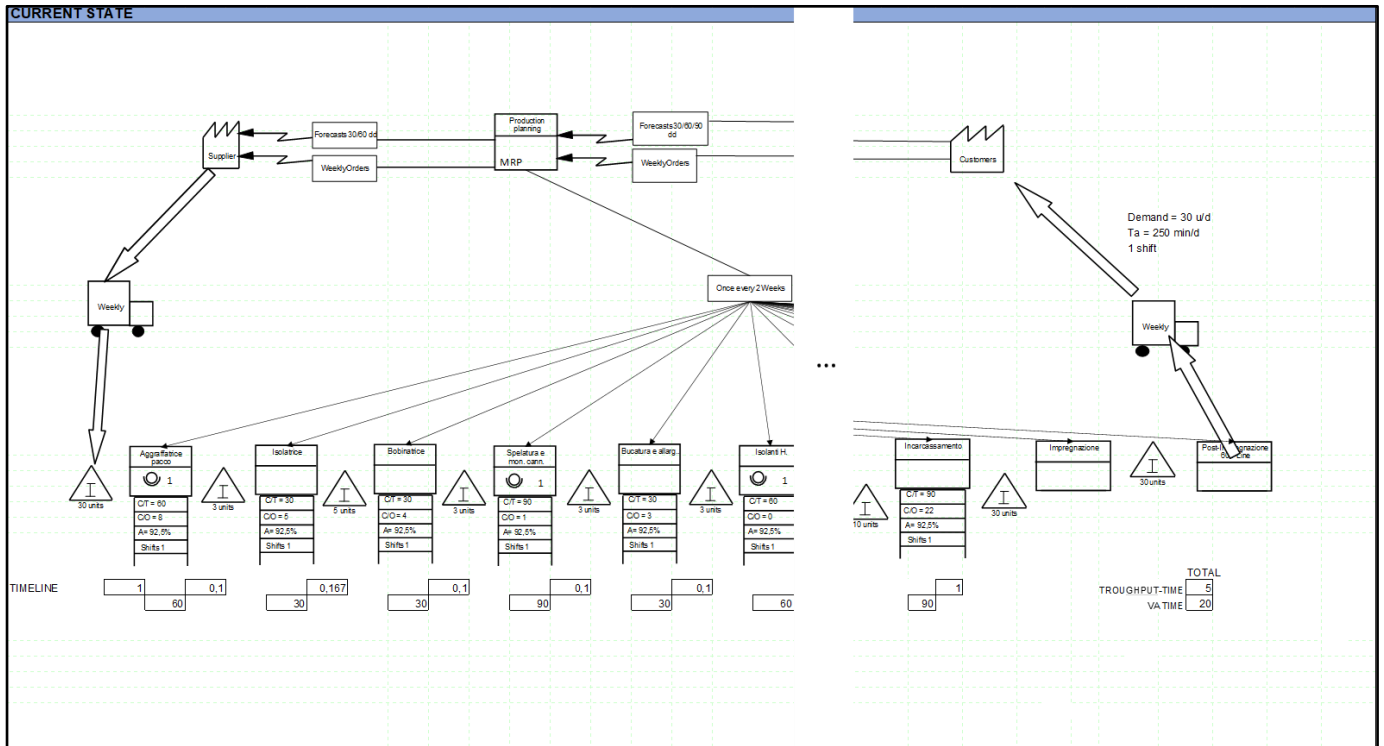 CURRENT STATE
Forecasts 30/60 dd
Supplier
WeeklyOrders
Production
planning
MRP
Forecasts30/60/90
dd
WeeklyOrders
Customers
Demand = 30 u/d
Ta = 250 min/d
1 shift
Weekly
Once every 2 Weeks
Weekly
...
Aggraffatrice
pacco
1
C/T = 60
C/O = 8
A= 92,5%
Shifts 1
Isolatrice
C/T = 30
C/O = 5
A= 92,5%
Shifts 1
Bobinatrice
C/T = 30
C/O = 4
A= 92,5%
Shifts 1
Spelatura e
mon. cann.
1
C/T = 90
C/O = 1
A= 92,5%
Shifts 1
Bucatura e allarg..
C/T = 30
C/O = 3
A= 92,5%
Shifts 1
Isolanti H.
1
C/T = 60
C/O = 0
A= 92,5%
Shifts 1
Incarcassamento
C/T = 90
C/O = 22
A= 92,5%
Shifts 1
Impregnazione
I
30 units
I
3 units
I
5 units
I
3 units
I
3 units
I
3 units
I
10 units
I
30 units
I
30 units
TIMELINE
1 0,1 0,167 0,1 0,1 0,1 1
60 30 30 90 30 60 90
TOTAL
TROUGHPUT-TIME 5
VA TIME 20